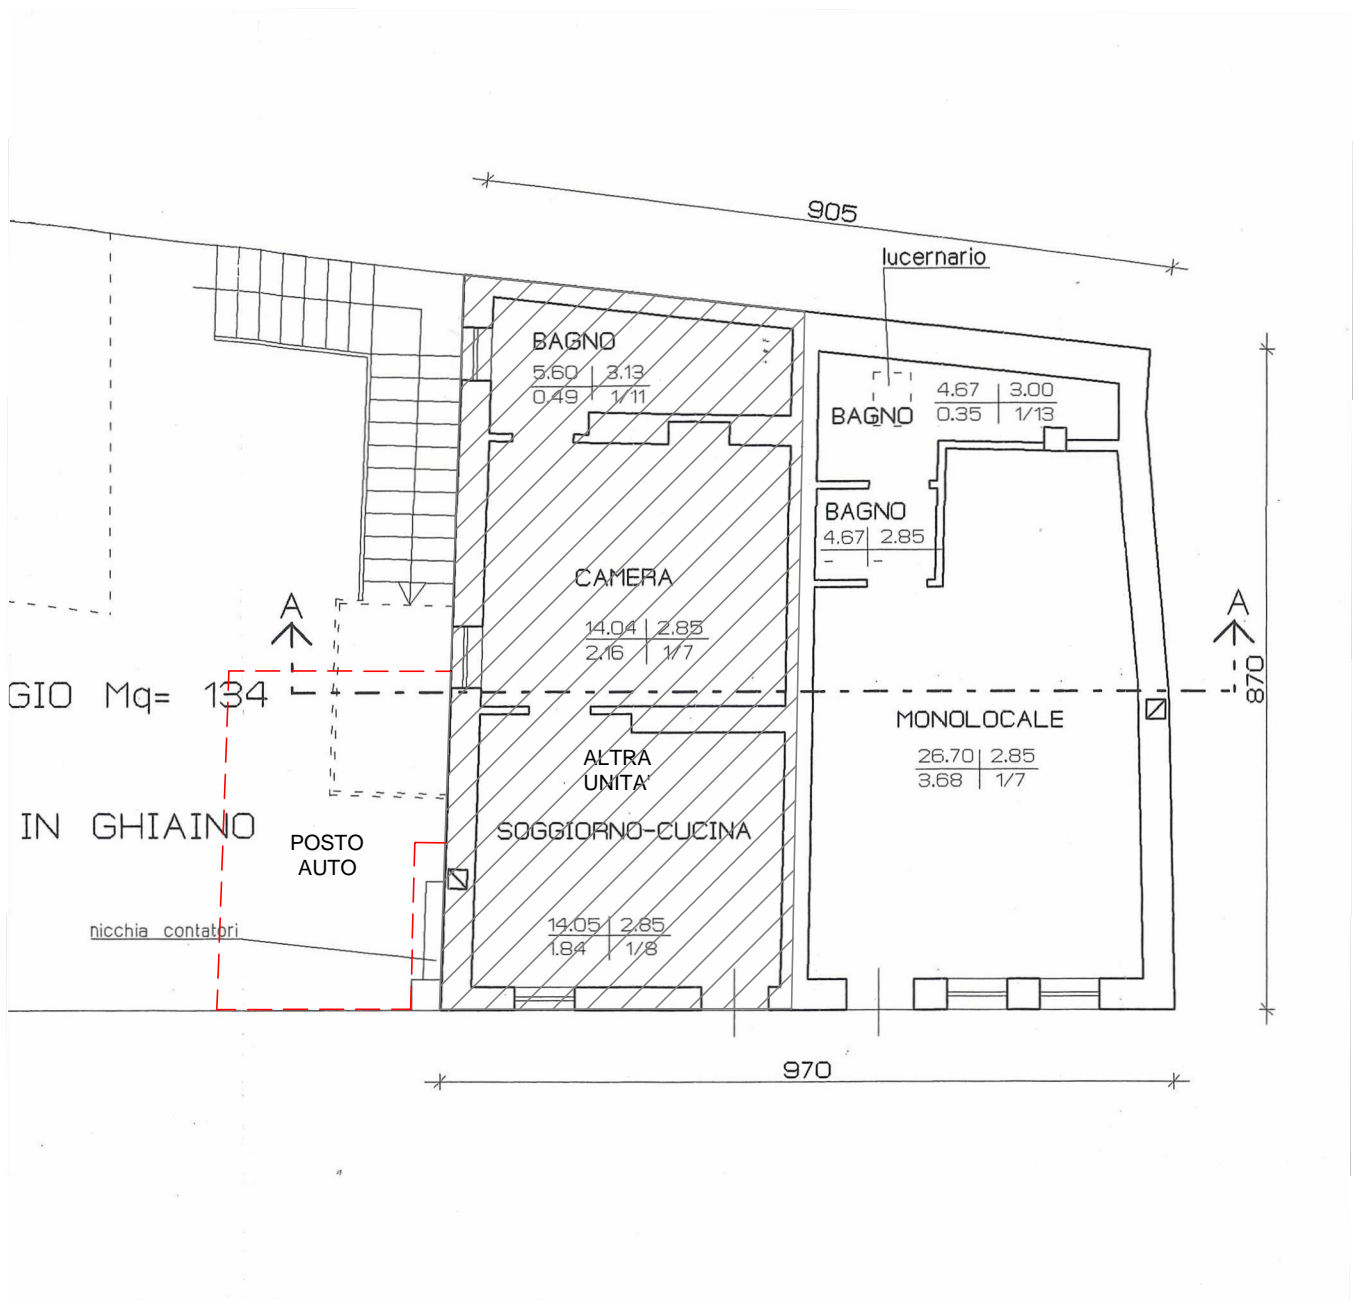 905
lucernario
BAGNO
5.60 3.13
0.49 1/11
4.67 3.00
0.35 1/13
BAGNO
BAGNO
4.67 2.85
- -
CAMERA
14.04 2.85
2.16 1/7
A
A
870
GIO Mq= 134
MONOLOCALE
26.70 2.85
3.68 1/7
ALTRA
UNITA'
IN GHIAINO
SOGGIORNO-CUCINA
POSTO
AUTO
nicchia contatori
14.05 2.85
1.84 1/8
970